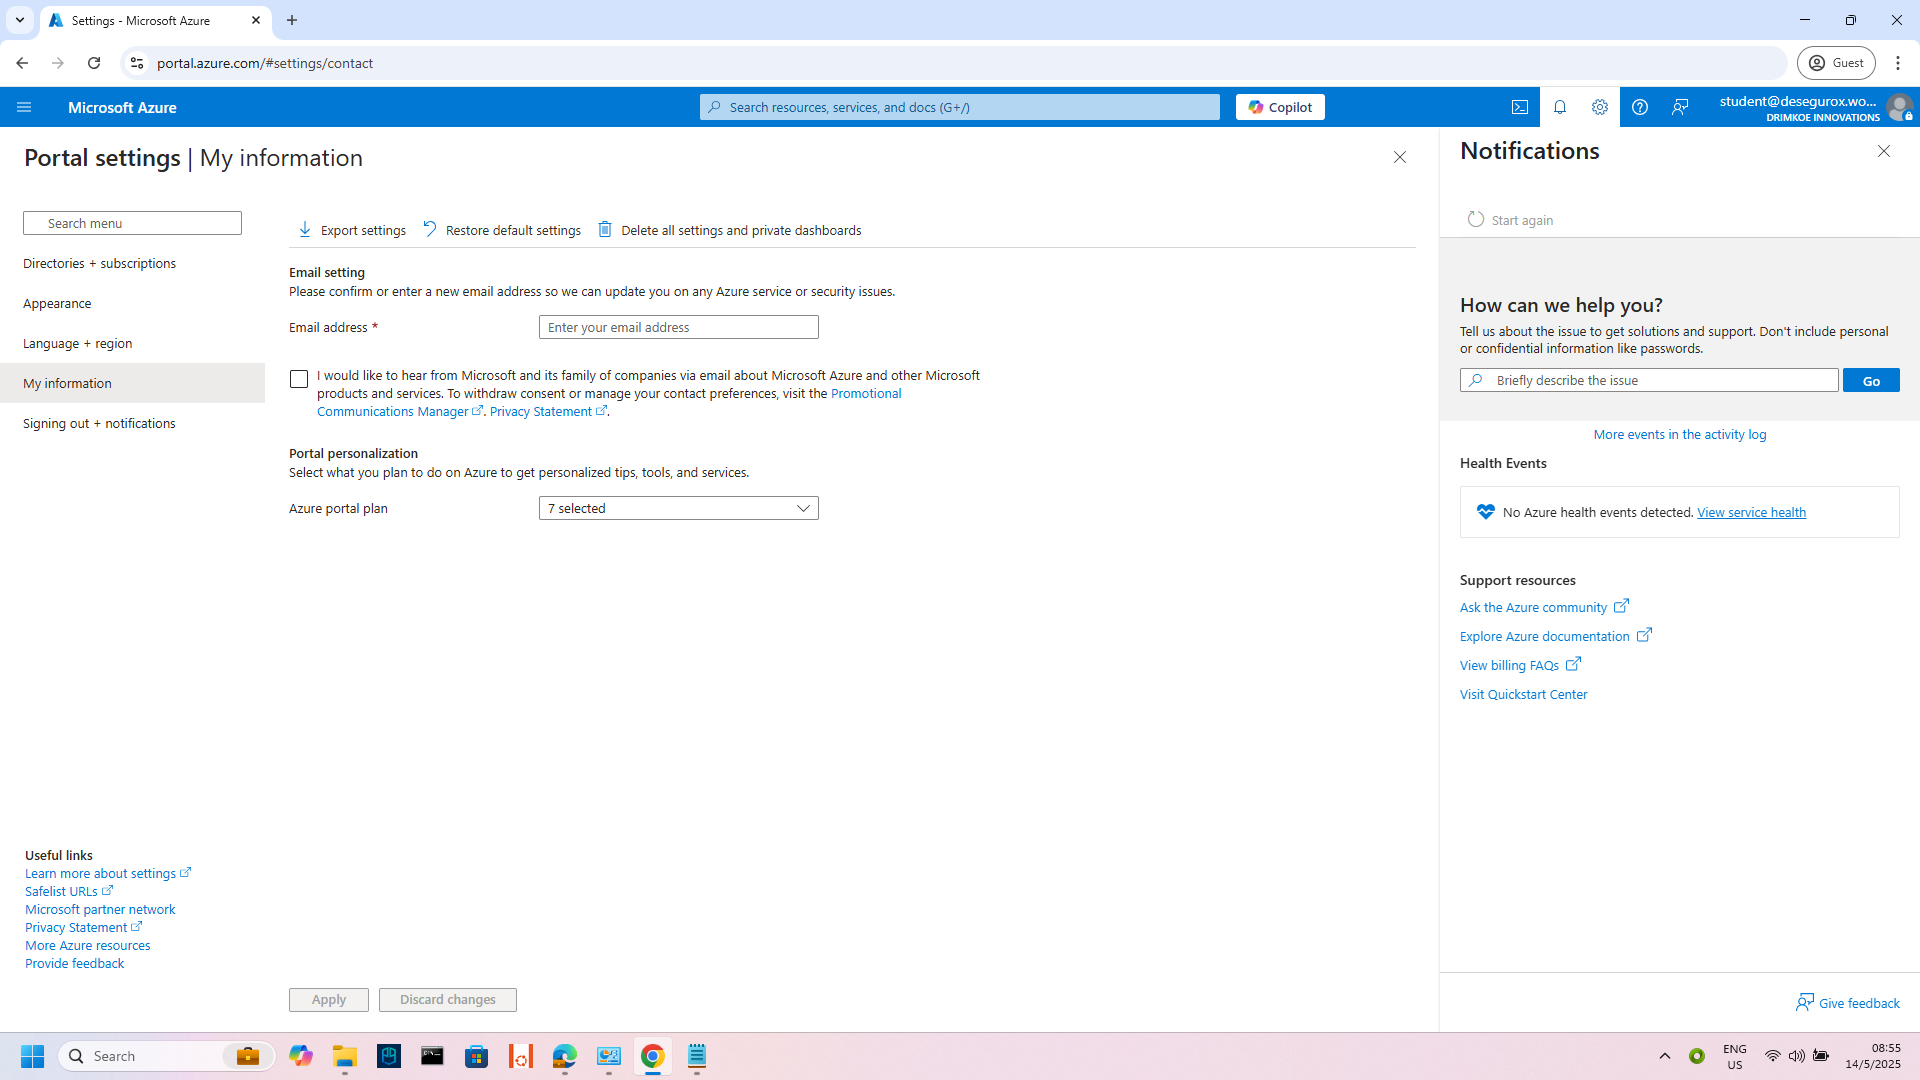 Settings - Microsoft Azure
portal.azure.com/#settings/contact
Guest
Microsoft Azure
Search resources, services, and docs (G+/)
Copilot
student@desegurox.wo...
DRIMKOE INNOVATIONS
Portal settings | My information
Search menu
Directories + subscriptions
Appearance
Language + region
My information
Signing out + notifications
Export settings
Restore default settings
Delete all settings and private dashboards
Email setting
Please confirm or enter a new email address so we can update you on any Azure service or security issues.
Email address *
Enter your email address
I would like to hear from Microsoft and its family of companies via email about Microsoft Azure and other Microsoft
products and services. To withdraw consent or manage your contact preferences, visit the Promotional
Communications Manager. Privacy Statement.
Portal personalization
Select what you plan to do on Azure to get personalized tips, tools, and services.
Azure portal plan
7 selected
Useful links
Learn more about settings
Safelist URLs
Microsoft partner network
Privacy Statement
More Azure resources
Provide feedback
Apply
Discard changes
Notifications
Start again
How can we help you?
Tell us about the issue to get solutions and support. Don't include personal
or confidential information like passwords.
Briefly describe the issue
Go
More events in the activity log
Health Events
No Azure health events detected. View service health
Support resources
Ask the Azure community
Explore Azure documentation
View billing FAQs
Visit Quickstart Center
Give feedback
Search
ENG
US
08:55
14/5/2025